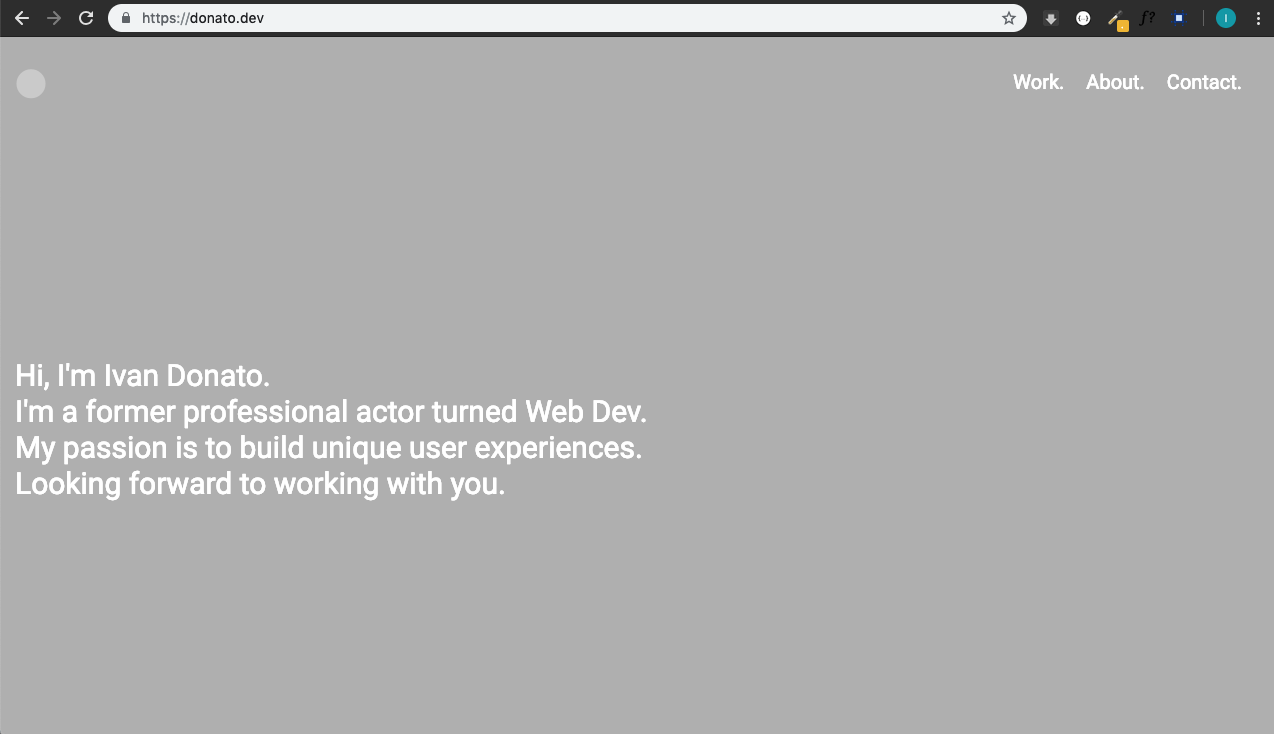 https://donato.dev
f?
I
Work. About. Contact.
Hi, I'm Ivan Donato.
I'm a former professional actor turned Web Dev.
My passion is to build unique user experiences.
Looking forward to working with you.